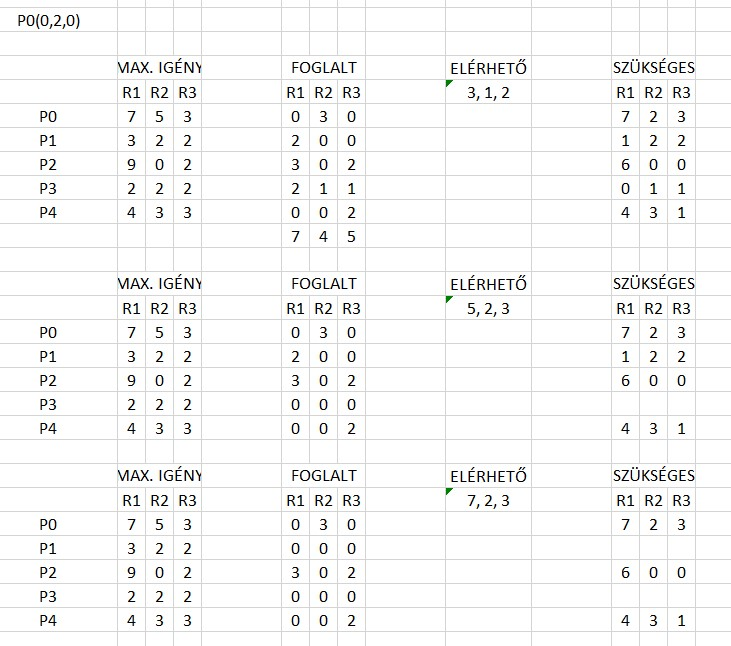 P0(0,2,0)
MAX. IGÉNY FOGLALT ELÉRHETŐ SZÜKSÉGES
R1 R2 R3 R1 R2 R3 3, 1, 2 R1 R2 R3
P0 7 5 3 0 3 0 7 2 3
P1 3 2 2 2 0 0 1 2 2
P2 9 0 2 3 0 2 6 0 0
P3 2 2 2 2 1 1 0 1 1
P4 4 3 3 0 0 2 4 3 1
7 4 5
MAX. IGÉNY FOGLALT ELÉRHETŐ SZÜKSÉGES
R1 R2 R3 R1 R2 R3 5, 2, 3 R1 R2 R3
P0 7 5 3 0 3 0 7 2 3
P1 3 2 2 2 0 0 1 2 2
P2 9 0 2 3 0 2 6 0 0
P3 2 2 2 0 0 0
P4 4 3 3 0 0 2 4 3 1
MAX. IGÉNY FOGLALT ELÉRHETŐ SZÜKSÉGES
R1 R2 R3 R1 R2 R3 7, 2, 3 R1 R2 R3
P0 7 5 3 0 3 0 7 2 3
P1 3 2 2 0 0 0
P2 9 0 2 3 0 2 6 0 0
P3 2 2 2 0 0 0
P4 4 3 3 0 0 2 4 3 1